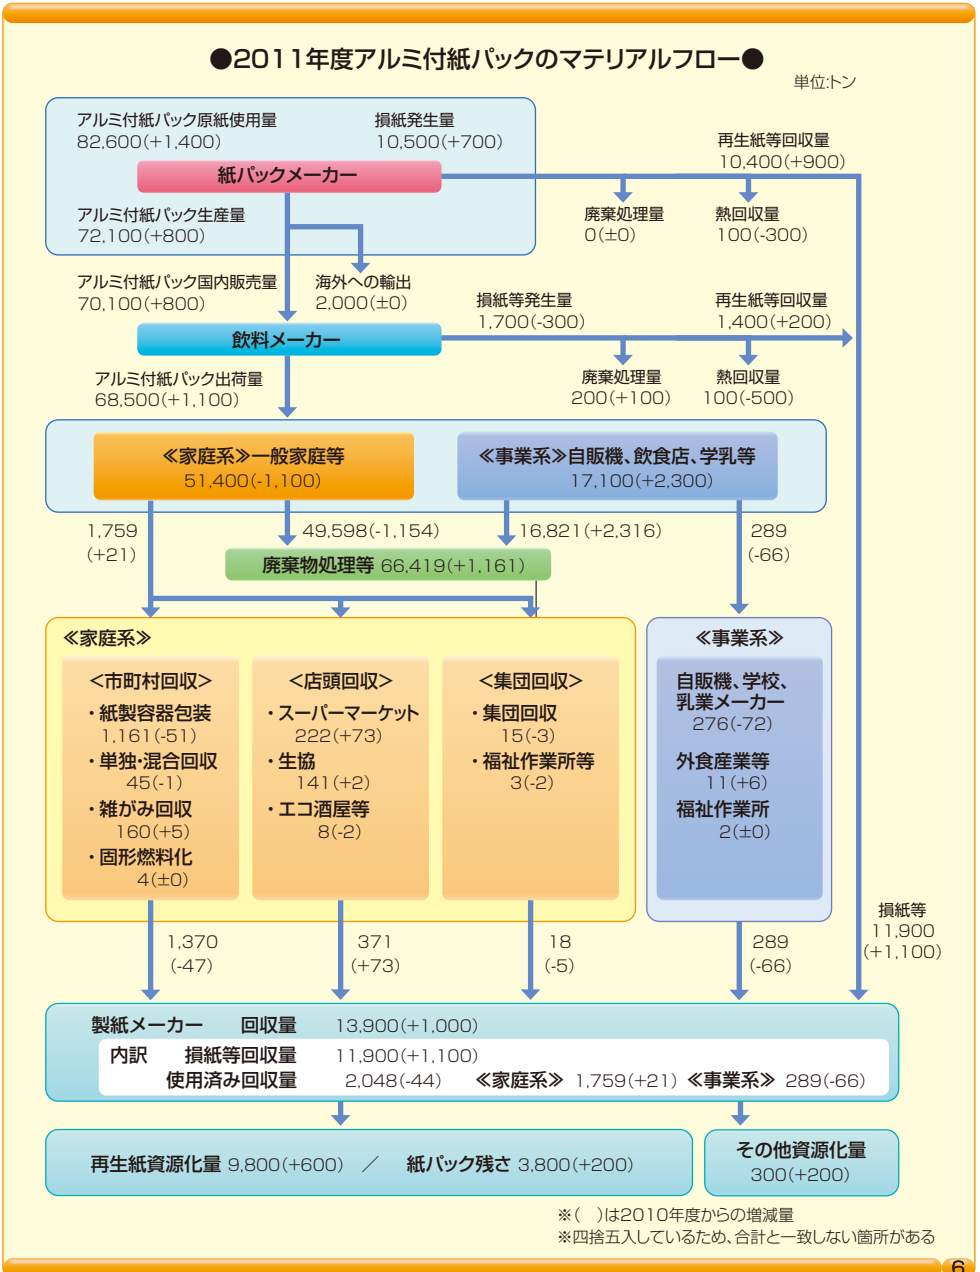 ●2011年度アルミ付紙パックのマテリアルフロー●
単位:トン
アルミ付紙パック原紙使用量
82,600(+1,400)
損紙発生量
10,500(+700)
再生紙等回収量
10,400(+900)
紙パックメーカー
アルミ付紙パック生産量
72,100(+800)
廃棄処理量
0(±0)
熱回収量
100(-300)
アルミ付紙パック国内販売量
70,100(+800)
海外への輸出
2,000(±0)
損紙等発生量
1,700(-300)
再生紙等回収量
1,400(+200)
飲料メーカー
アルミ付紙パック出荷量
68,500(+1,100)
廃棄処理量
200(+100)
熱回収量
100(-500)
≪家庭系≫一般家庭等
51,400(-1,100)
≪事業系≫自販機、飲食店、学乳等
17,100(+2,300)
1,759
(+21)
49,598(-1,154)
16,821(+2,316)
289
(-66)
廃棄物処理等 66,419(+1,161)
≪家庭系≫
<市町村回収>
・紙製容器包装
1,161(-51)
・単独・混合回収
45(-1)
・雑がみ回収
160(+5)
・固形燃料化
4(±0)
<店頭回収>
・スーパーマーケット
222(+73)
・生協
141(+2)
・エコ酒屋等
8(-2)
<集団回収>
・集団回収
15(-3)
・福祉作業所等
3(-2)
≪事業系≫
自販機、学校、
乳業メーカー
276(-72)
外食産業等
11(+6)
福祉作業所
2(±0)
1,370
(-47)
371
(+73)
18
(-5)
289
(-66)
損紙等
11,900
(+1,100)
製紙メーカー 回収量 13,900(+1,000)
内訳 損紙等回収量 11,900(+1,100)
使用済み回収量 2,048(-44) ≪家庭系≫ 1,759(+21) ≪事業系≫ 289(-66)
再生紙資源化量 9,800(+600) ／ 紙パック残さ 3,800(+200)
その他資源化量
300(+200)
※( )は2010年度からの増減量
※四捨五入しているため、合計と一致しない箇所がある
6